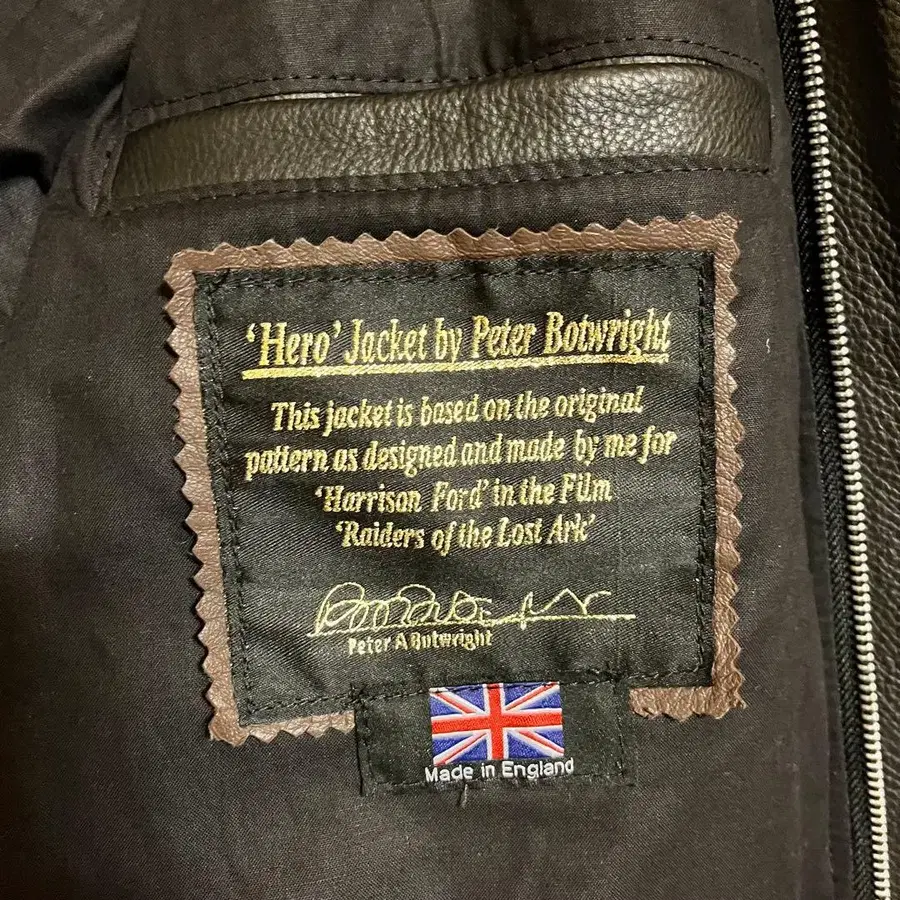 'Hero' Jacket by Peter Botwright
This jacket is based on the original
pattern as designed and made by me for
'Harrison Ford' in the Film
'Raiders of the Lost Ark'
Peter A Botwright
Made in England